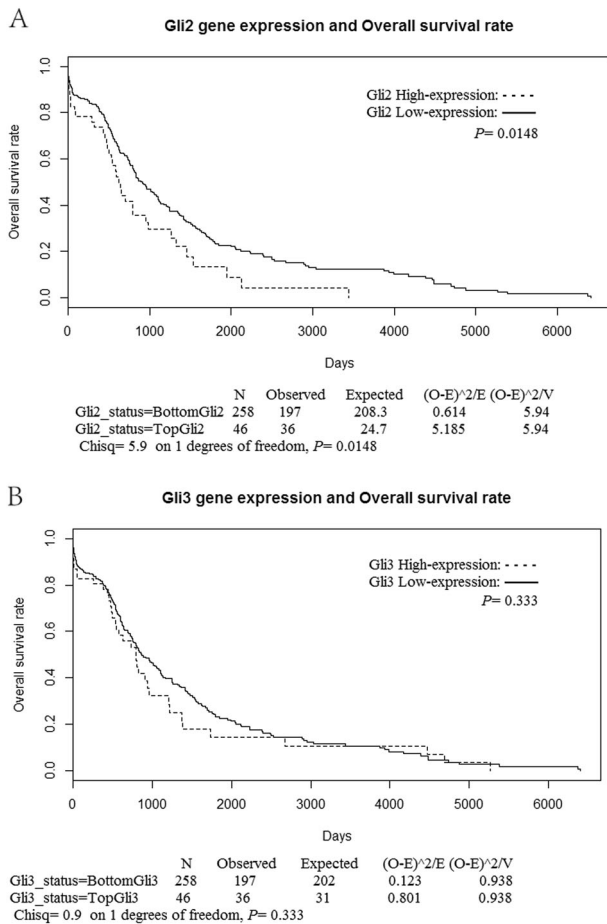 A
Gli2 gene expression and Overall survival rate
Gli2 High-expression:
Gli2 Low-expression:
P= 0.0148
Overall survival rate
1.0
0.8
0.6
0.4
0.2
0.0
0 1000 2000 3000 4000 5000 6000
Days
N Observed Expected (O-E)^2/E (O-E)^2/V
Gli2_status=BottomGli2 258 197 208.3 0.614 5.94
Gli2_status=TopGli2 46 36 24.7 5.185 5.94
Chisq= 5.9 on 1 degrees of freedom, P= 0.0148
B
Gli3 gene expression and Overall survival rate
Gli3 High-expression:
Gli3 Low-expression:
P= 0.333
Overall survival rate
1.0
0.8
0.6
0.4
0.2
0.0
0 1000 2000 3000 4000 5000 6000
Days
N Observed Expected (O-E)^2/E (O-E)^2/V
Gli3_status=BottomGli3 258 197 202 0.123 0.938
Gli3_status=TopGli3 46 36 31 0.801 0.938
Chisq= 0.9 on 1 degrees of freedom, P= 0.333